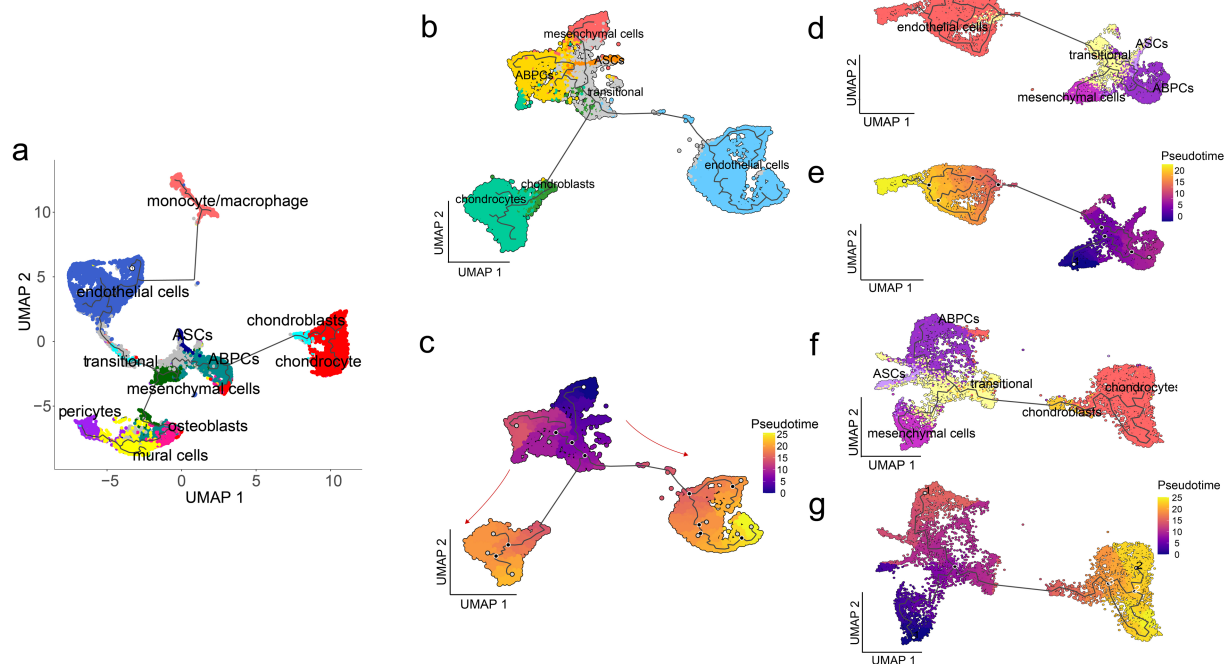 a
monocyte/macrophage
endothelial cells
chondroblasts
ASCs
transitional
ABPCs
chondrocyte
mesenchymal cells
pericytes
osteoblasts
mural cells
10
5
0
−5
−5
0
5
10
UMAP 1
UMAP 2
b
mesenchymal cells
ASCs
ABPCs
transitional
endothelial cells
chondroblasts
chondrocytes
UMAP 2
UMAP 1
c
Pseudotime
25
20
15
10
5
0
UMAP 2
UMAP 1
d
endothelial cells
ASCs
transitional
ABPCs
mesenchymal cells
UMAP 2
UMAP 1
e
Pseudotime
20
15
10
5
0
UMAP 2
UMAP 1
f
ABPCs
ASCs
transitional
chondrocytes
chondroblasts
mesenchymal cells
UMAP 2
UMAP 1
g
Pseudotime
25
20
15
10
5
0
1
2
UMAP 2
UMAP 1